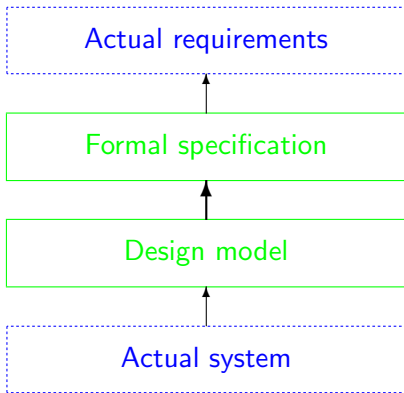 Actual requirements
Formal specification
Design model
Actual system